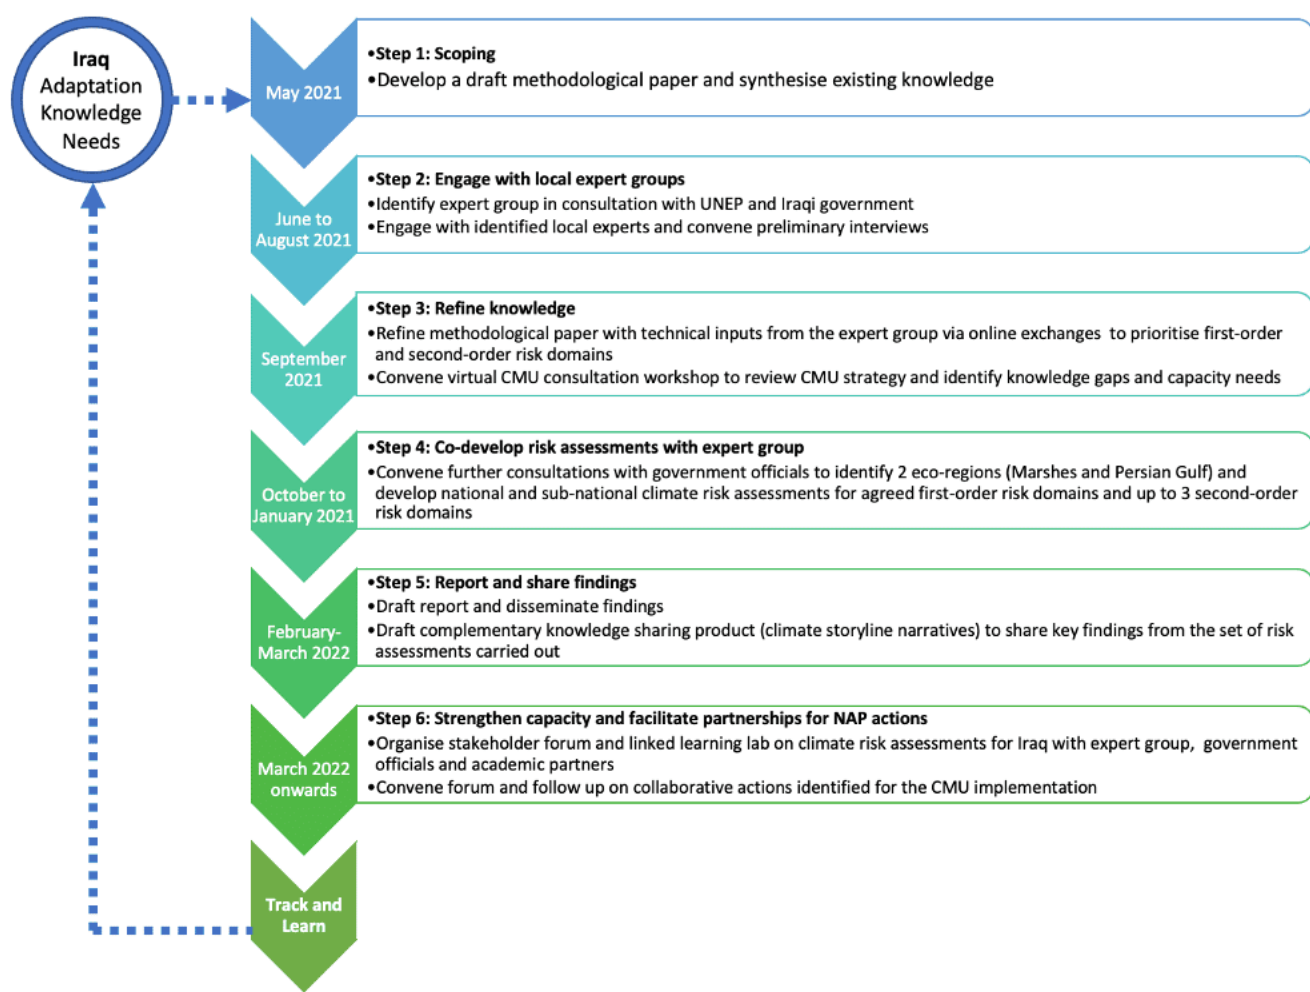 Iraq
Adaptation
Knowledge
Needs
May 2021
•Step 1: Scoping
•Develop a draft methodological paper and synthesise existing knowledge
June to
August 2021
•Step 2: Engage with local expert groups
•Identify expert group in consultation with UNEP and Iraqi government
•Engage with identified local experts and convene preliminary interviews
September
2021
•Step 3: Refine knowledge
•Refine methodological paper with technical inputs from the expert group via online exchanges to prioritise first-order
and second-order risk domains
•Convene virtual CMU consultation workshop to review CMU strategy and identify knowledge gaps and capacity needs
October to
January 2021
•Step 4: Co-develop risk assessments with expert group
•Convene further consultations with government officials to identify 2 eco-regions (Marshes and Persian Gulf) and
develop national and sub-national climate risk assessments for agreed first-order risk domains and up to 3 second-order
risk domains
February-
March 2022
•Step 5: Report and share findings
•Draft report and disseminate findings
•Draft complementary knowledge sharing product (climate storyline narratives) to share key findings from the set of risk
assessments carried out
March 2022
onwards
•Step 6: Strengthen capacity and facilitate partnerships for NAP actions
•Organise stakeholder forum and linked learning lab on climate risk assessments for Iraq with expert group, government
officials and academic partners
•Convene forum and follow up on collaborative actions identified for the CMU implementation
Track and
Learn